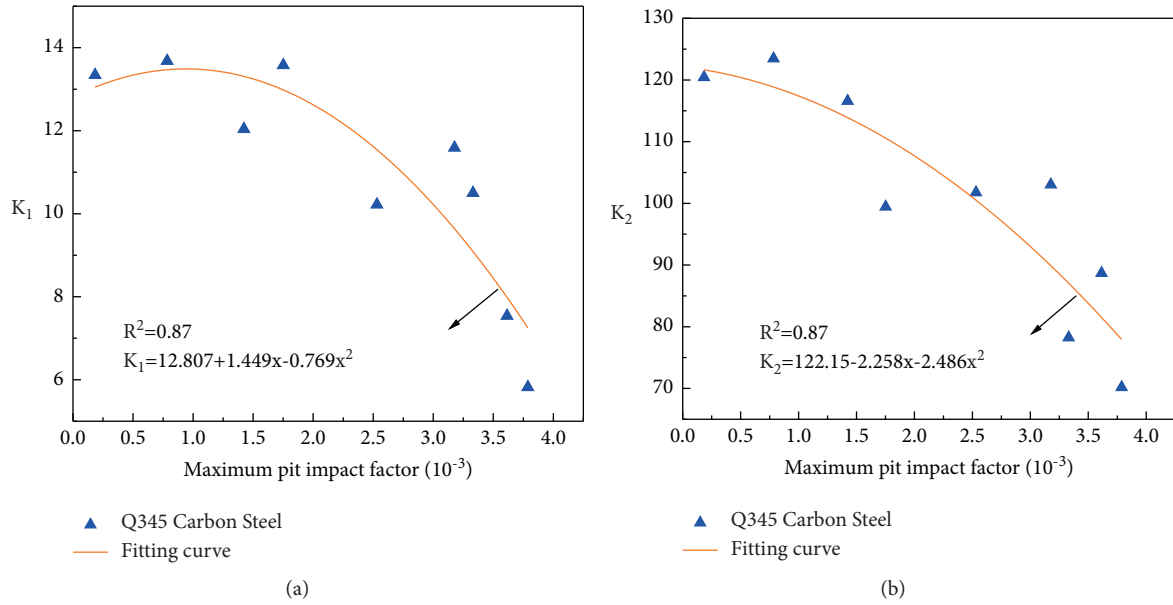 14
12
10
8
6
K₁
R²=0.87
K₁=12.807+1.449x-0.769x²
0.0 0.5 1.0 1.5 2.0 2.5 3.0 3.5 4.0
Maximum pit impact factor (10⁻³)
Q345 Carbon Steel
Fitting curve
(a)
130
120
110
100
90
80
70
K₂
R²=0.87
K₂=122.15-2.258x-2.486x²
0.0 0.5 1.0 1.5 2.0 2.5 3.0 3.5 4.0
Maximum pit impact factor (10⁻³)
Q345 Carbon Steel
Fitting curve
(b)